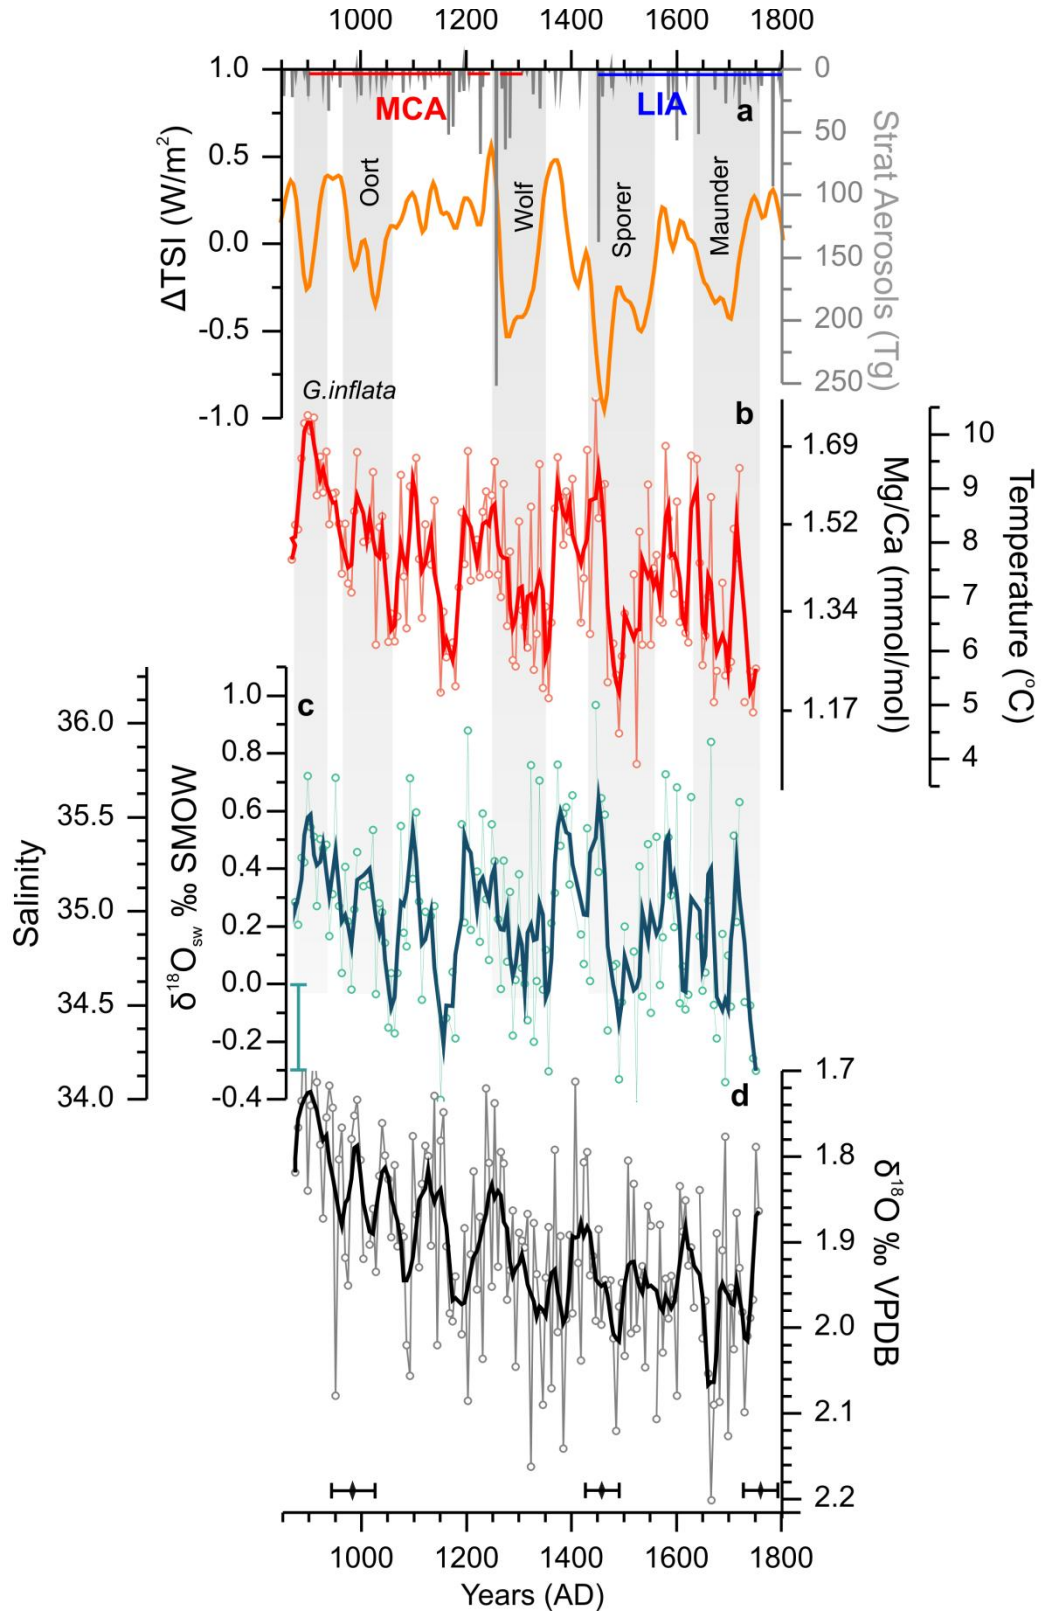 1000 1200 1400 1600 1800
1.0
0.5
0.0
-0.5
-1.0
ΔTSI (W/m²)
MCA
LIA
a
Oort
Wolf
Sporer
Maunder
0
50
100
150
200
250
Strat Aerosols (Tg)
G.inflata
b
1.69
1.52
1.34
1.17
Mg/Ca (mmol/mol)
10
9
8
7
6
5
4
Temperature (°C)
c
36.0
35.5
35.0
34.5
34.0
Salinity
1.0
0.8
0.6
0.4
0.2
0.0
-0.2
-0.4
δ¹⁸Osw ‰ SMOW
d
1.7
1.8
1.9
2.0
2.1
2.2
δ¹⁸O ‰ VPDB
1000 1200 1400 1600 1800
Years (AD)